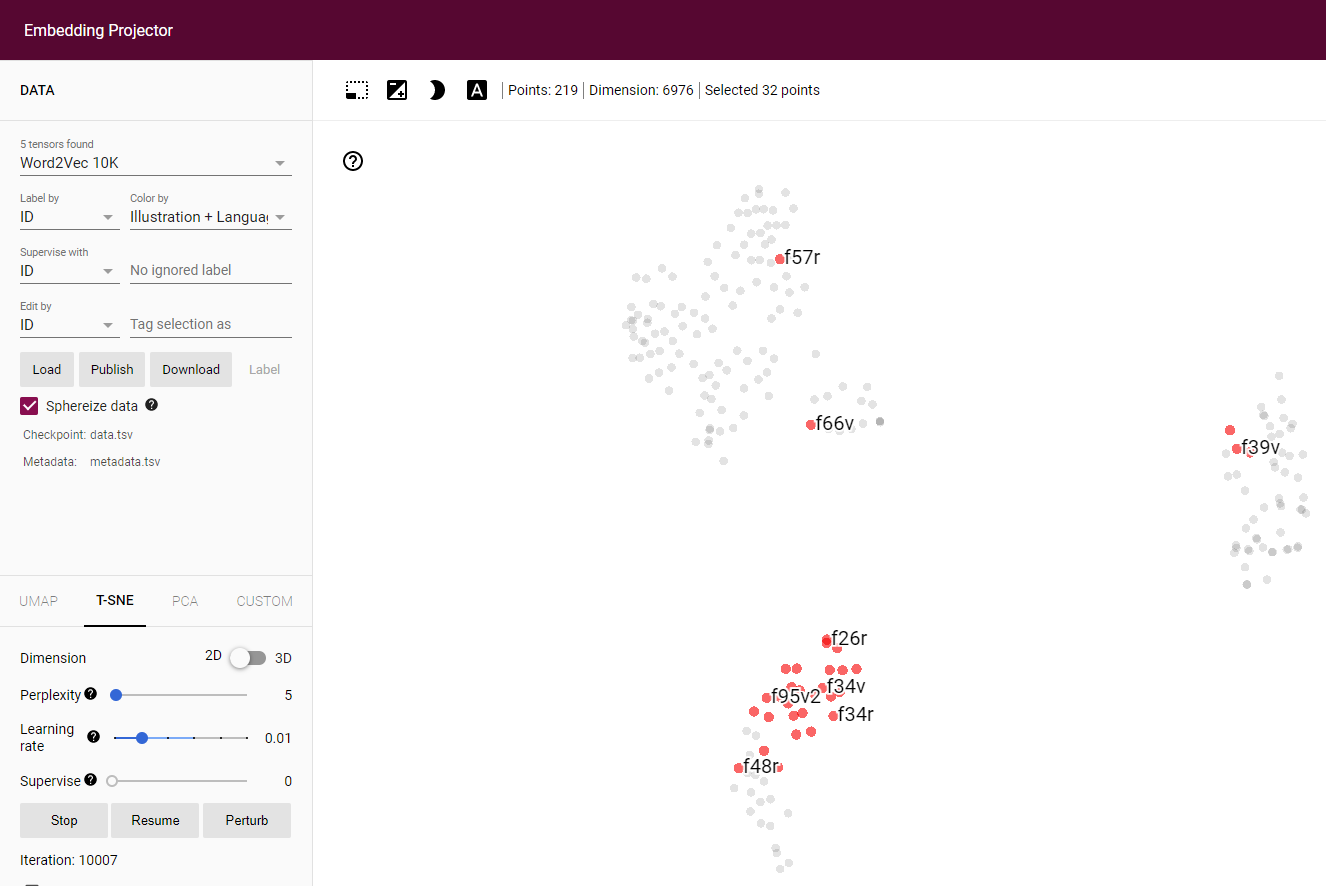 Embedding Projector
DATA
Points: 219 | Dimension: 6976 | Selected 32 points
5 tensors found
Word2Vec 10K
Label by
Color by
ID
Illustration + Langua
Supervise with
ID
No ignored label
Edit by
ID
Tag selection as
Load
Publish
Download
Label
Sphereize data
Checkpoint: data.tsv
Metadata: metadata.tsv
UMAP
T-SNE
PCA
CUSTOM
Dimension
2D
3D
Perplexity
5
Learning
rate
0.01
Supervise
0
Stop
Resume
Perturb
Iteration: 10007
f57r
f66v
f39v
f26r
f34v
f95v2
f34r
f48r